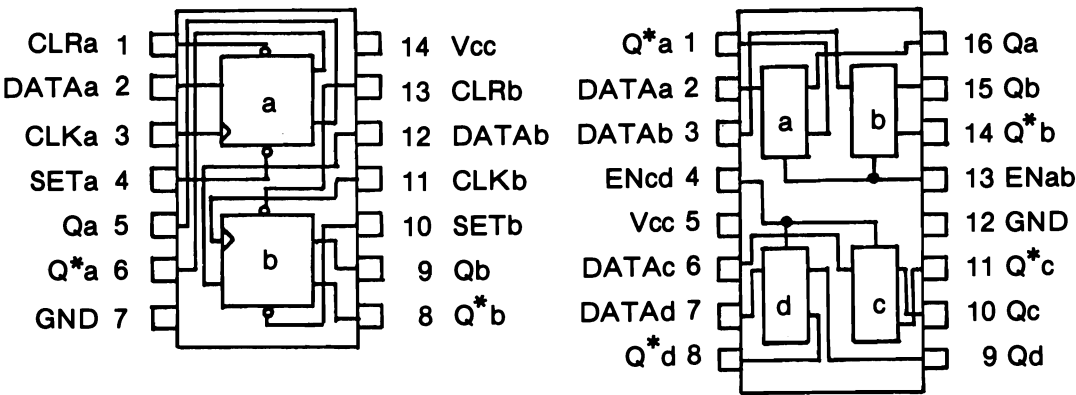 CLRa 1
DATAa 2
CLKa 3
SETa 4
Qa 5
Q*a 6
GND 7
a
b
14 Vcc
13 CLRb
12 DATAb
11 CLKb
10 SETb
9 Qb
8 Q*b
Q*a 1
DATAa 2
DATAb 3
ENcd 4
Vcc 5
DATAc 6
DATAd 7
Q*d 8
a
b
d
c
16 Qa
15 Qb
14 Q*b
13 ENab
12 GND
11 Q*c
10 Qc
9 Qd